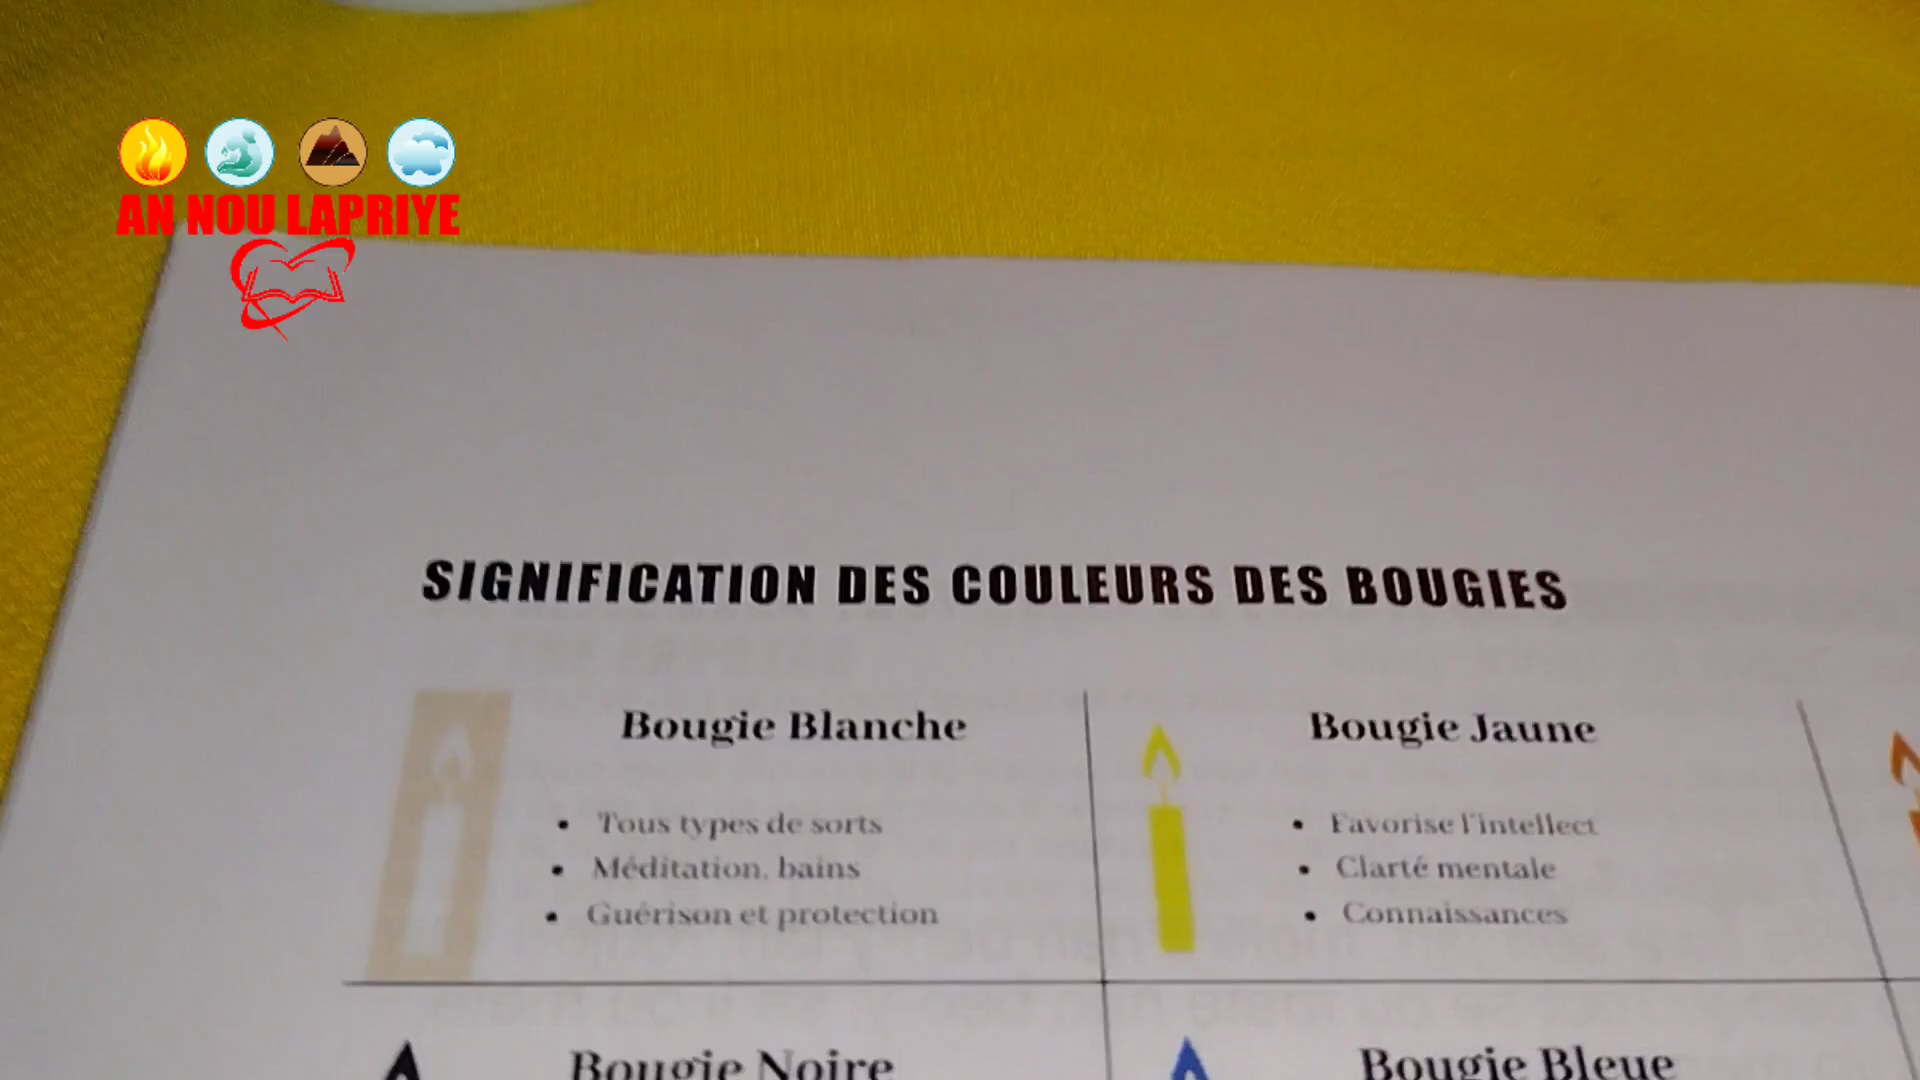 AN NOU LAPRIYE
SIGNIFICATION DES COULEURS DES BOUGIES
Bougie Blanche
• Tous types de sorts
• Méditation, bains
• Guérison et protection
Bougie Jaune
• Favorise l'intellect
• Clarté mentale
• Connaissances
Bougie Noire
Bougie Bleue